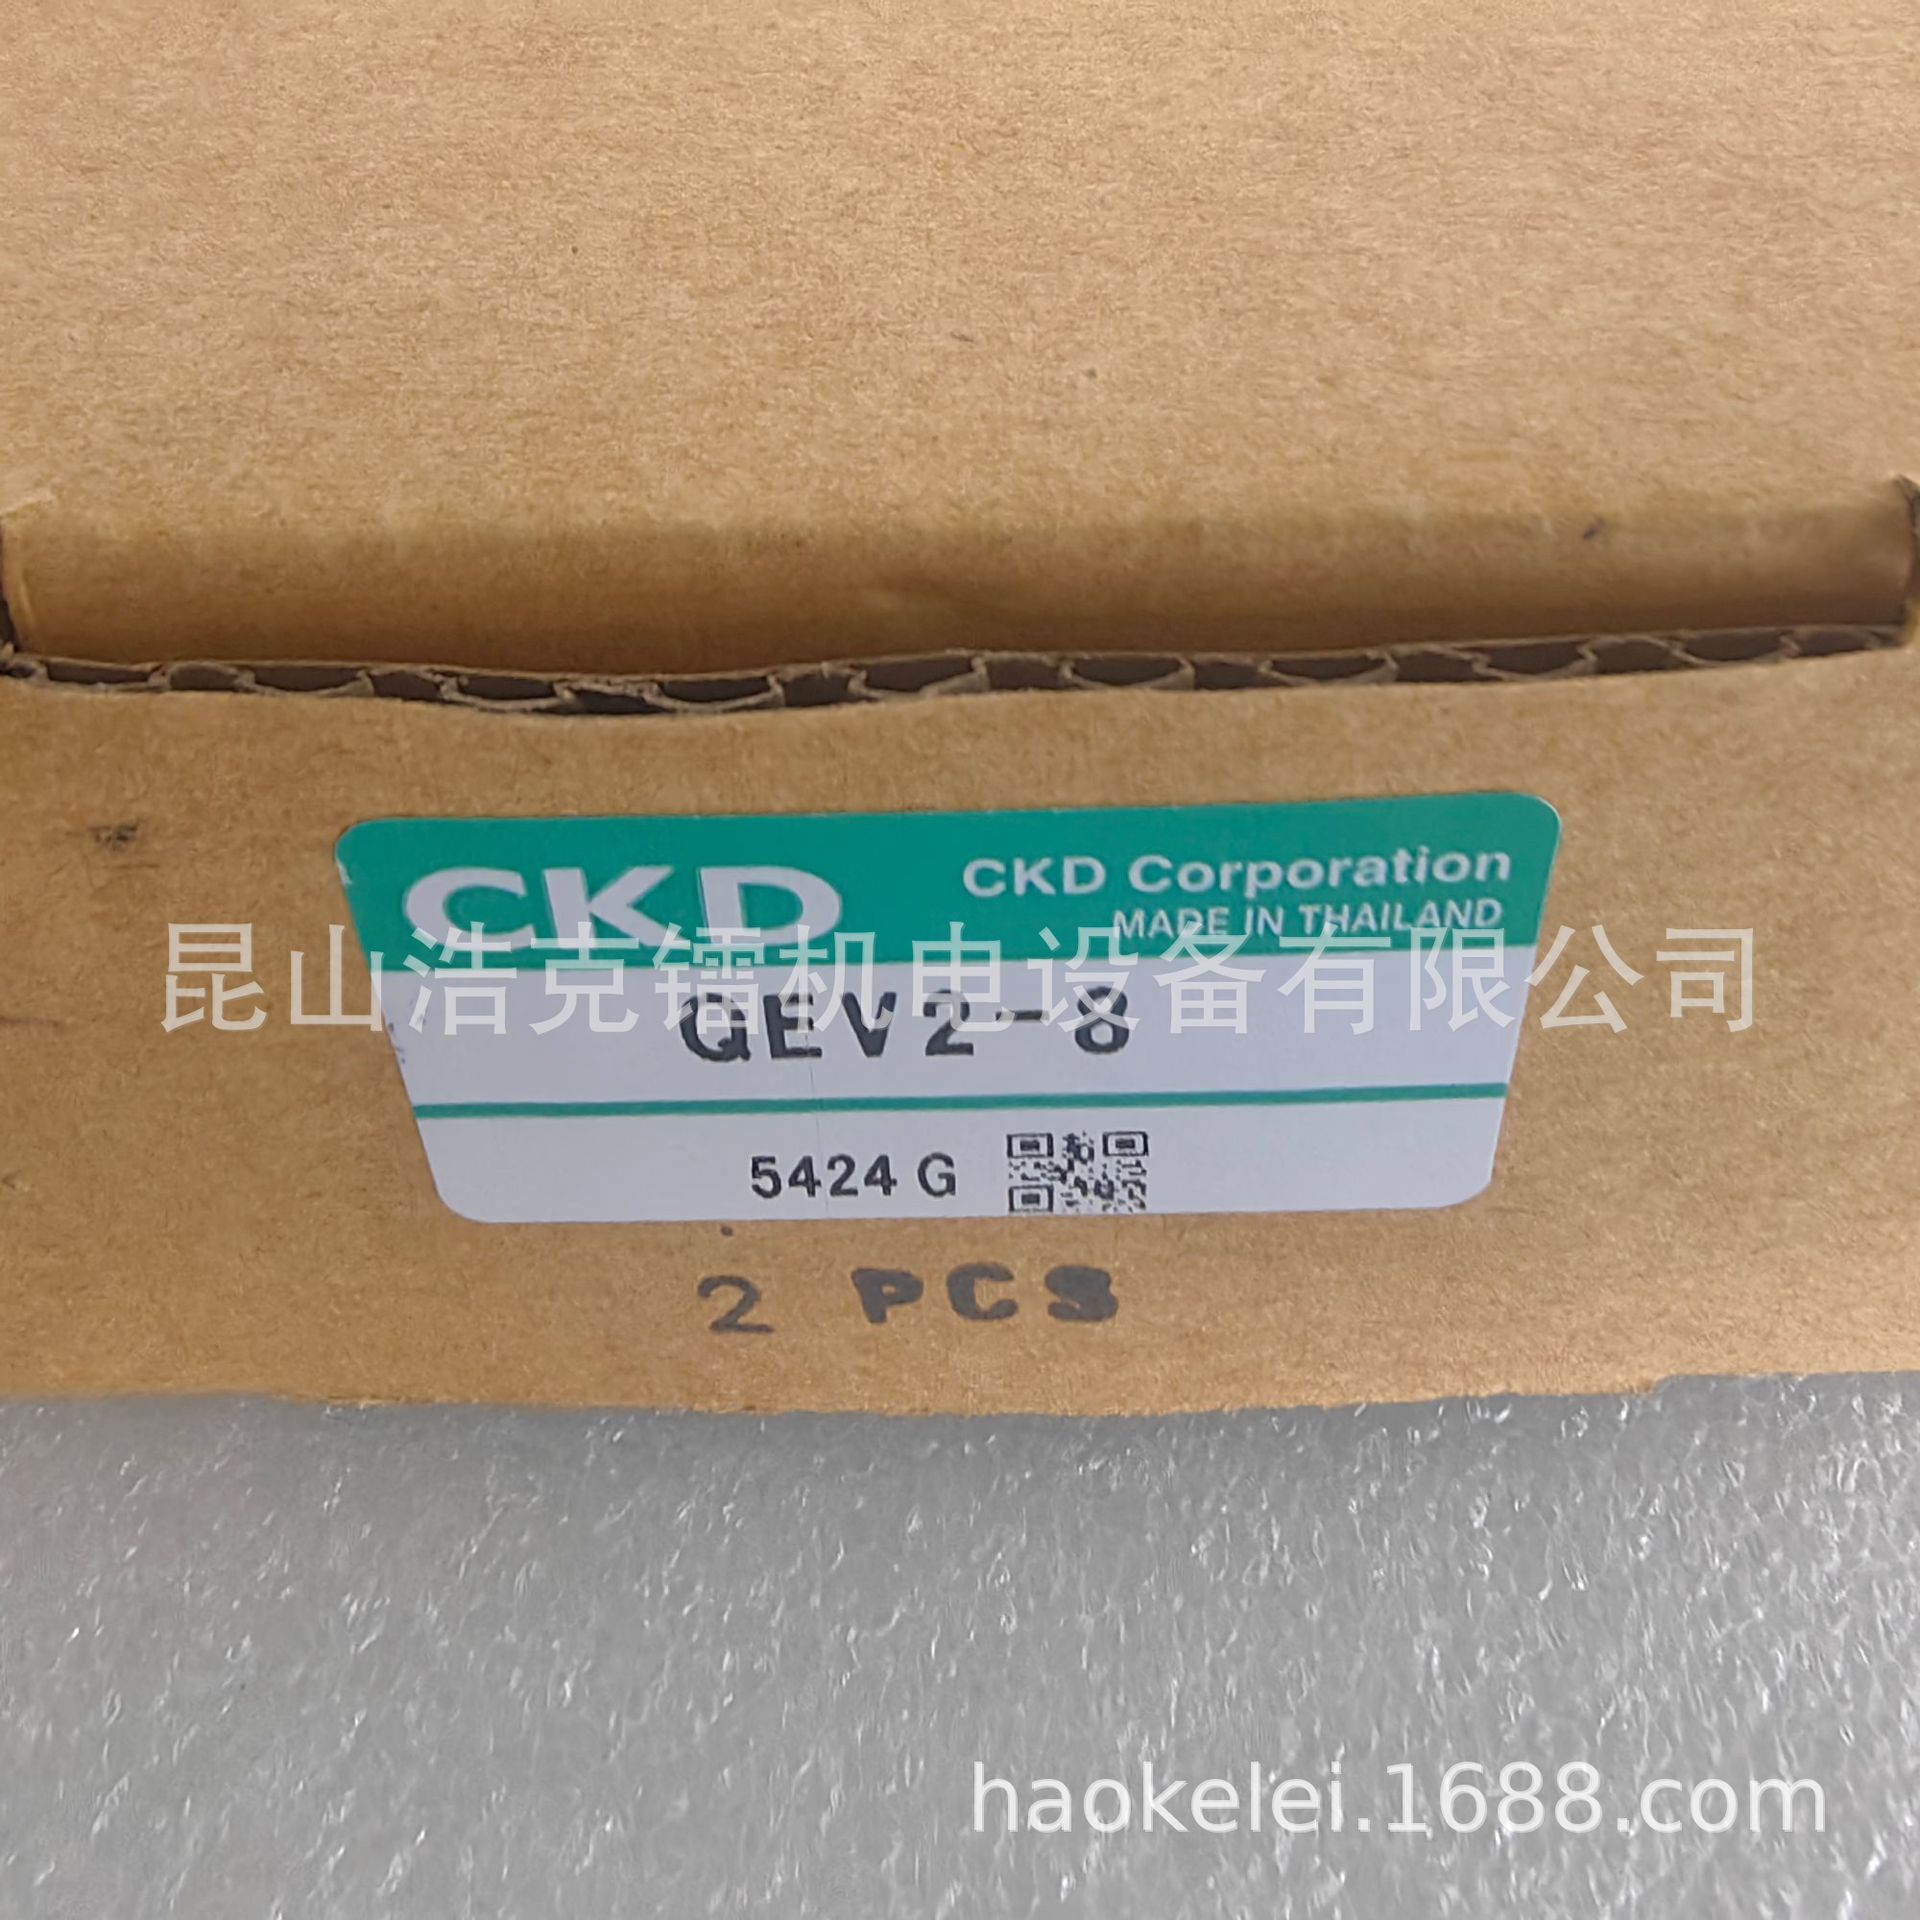 CKD
CKD Corporation
MADE IN THAILAND
昆山浩克镭机电设备有限公司
QEV2-8
5424 G
2 PCS
haokelei.1688.com